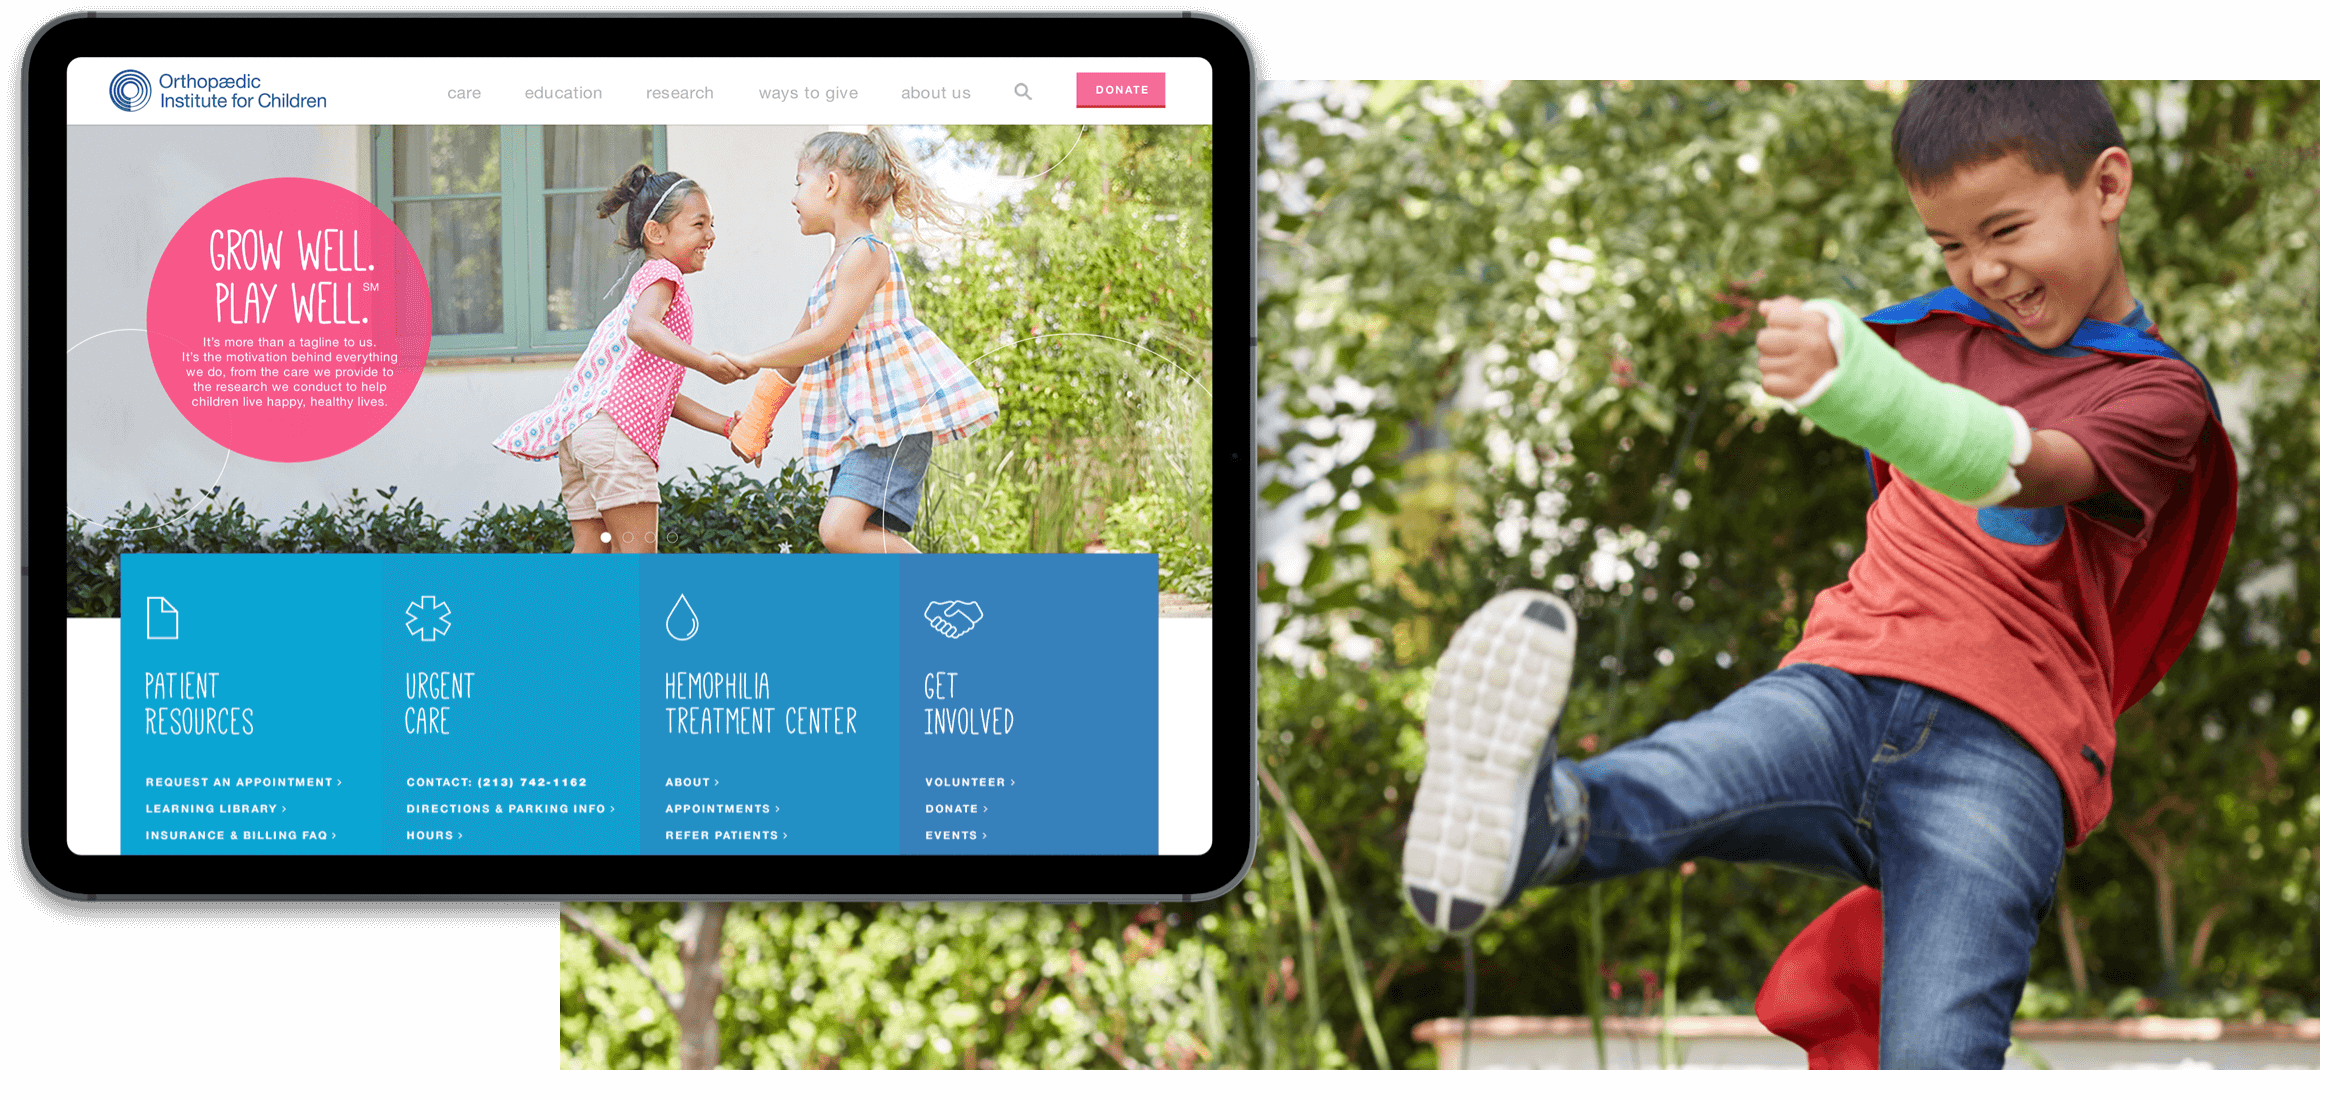 Orthopædic
Institute for Children
care education research ways to give about us DONATE
GROW WELL.
PLAY WELL.℠
It's more than a tagline to us.
It's the motivation behind everything
we do, from the care we provide to
the research we conduct to help
children live happy, healthy lives.
PATIENT
RESOURCES
REQUEST AN APPOINTMENT >
LEARNING LIBRARY >
INSURANCE & BILLING FAQ >
URGENT
CARE
CONTACT: (213) 742-1162
DIRECTIONS & PARKING INFO >
HOURS >
HEMOPHILIA
TREATMENT CENTER
ABOUT >
APPOINTMENTS >
REFER PATIENTS >
GET
INVOLVED
VOLUNTEER >
DONATE >
EVENTS >